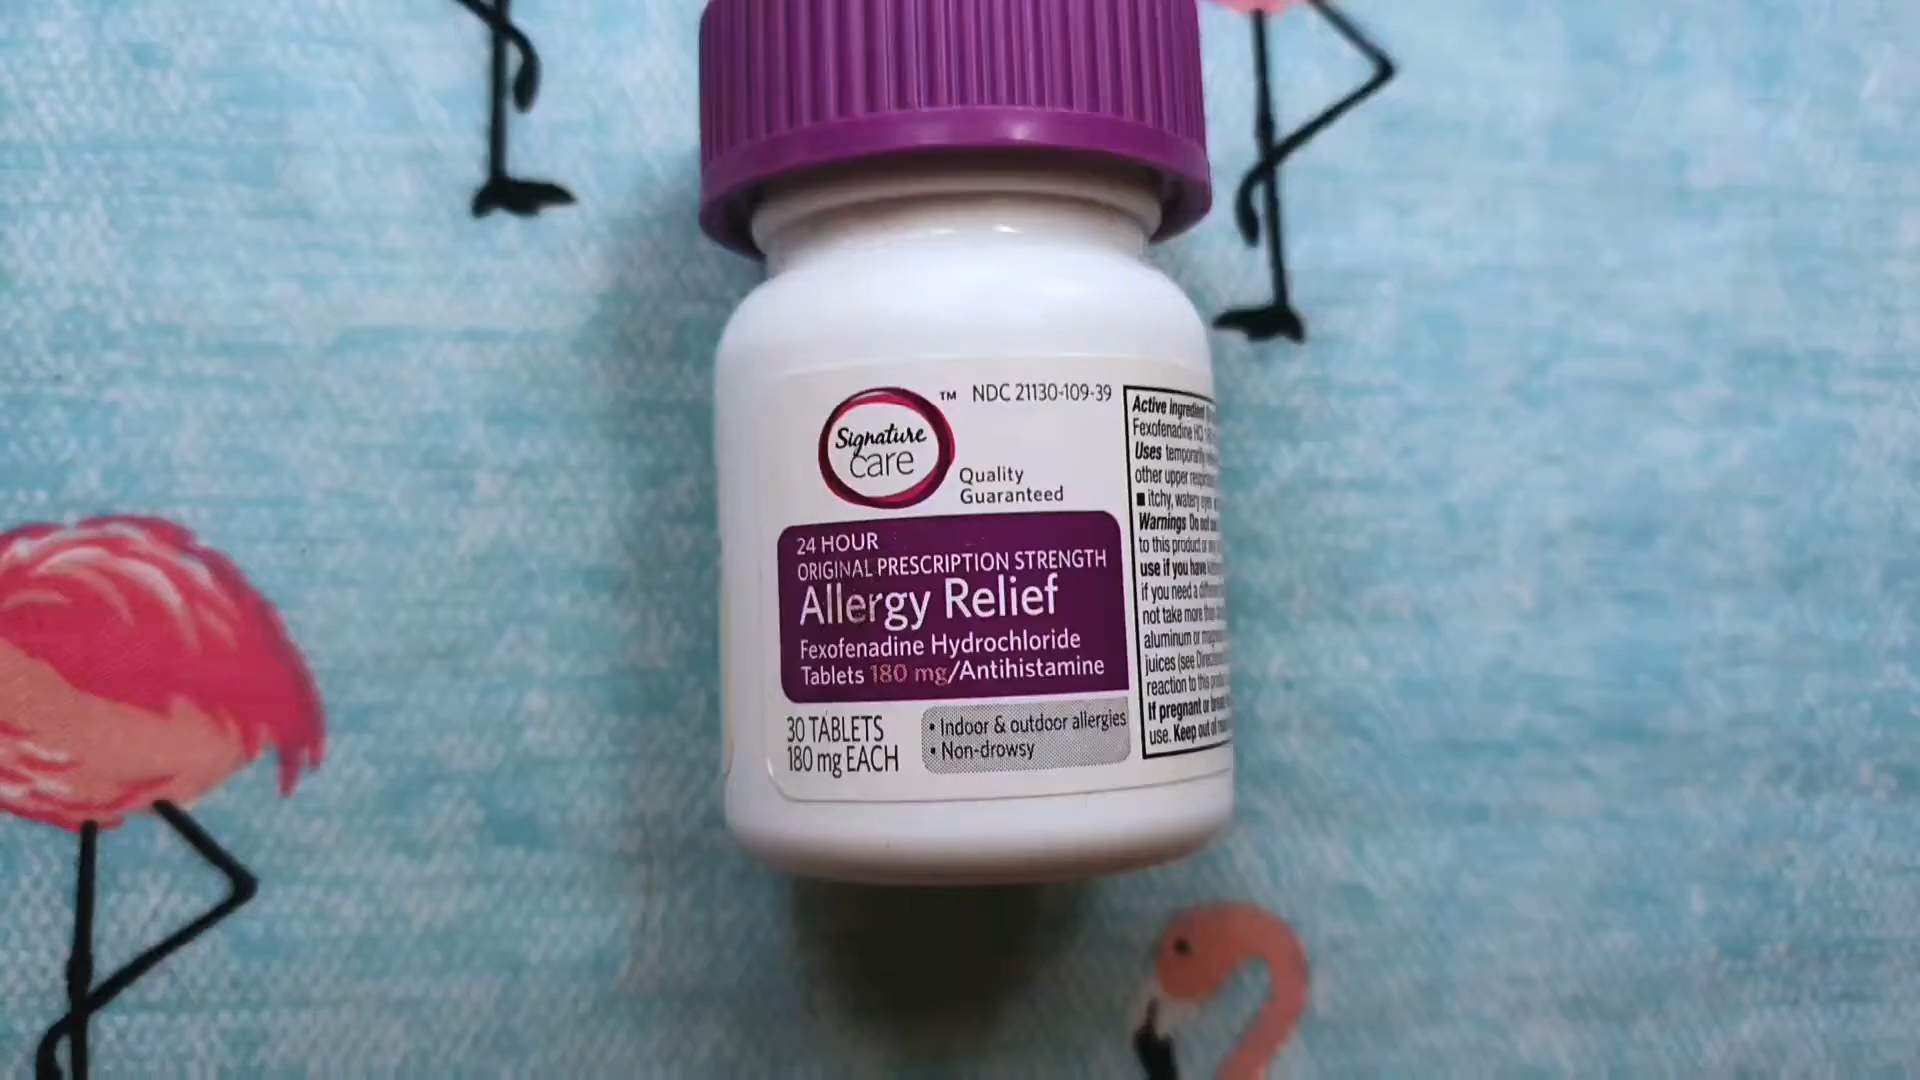 Signature
care
™
NDC 21130-109-39
Quality
Guaranteed
24 HOUR
ORIGINAL PRESCRIPTION STRENGTH
Allergy Relief
Fexofenadine Hydrochloride
Tablets 180 mg/Antihistamine
30 TABLETS
180 mg EACH
• Indoor & outdoor allergies
• Non-drowsy
Active ingredient
Fexofenadine
Uses
other upper
■ itchy, watery eyes
Warnings Do not
to this product or
use if you have
if you need a
not take more than
aluminum or
juices (see
reaction to this
If pregnant or
use. Keep out of